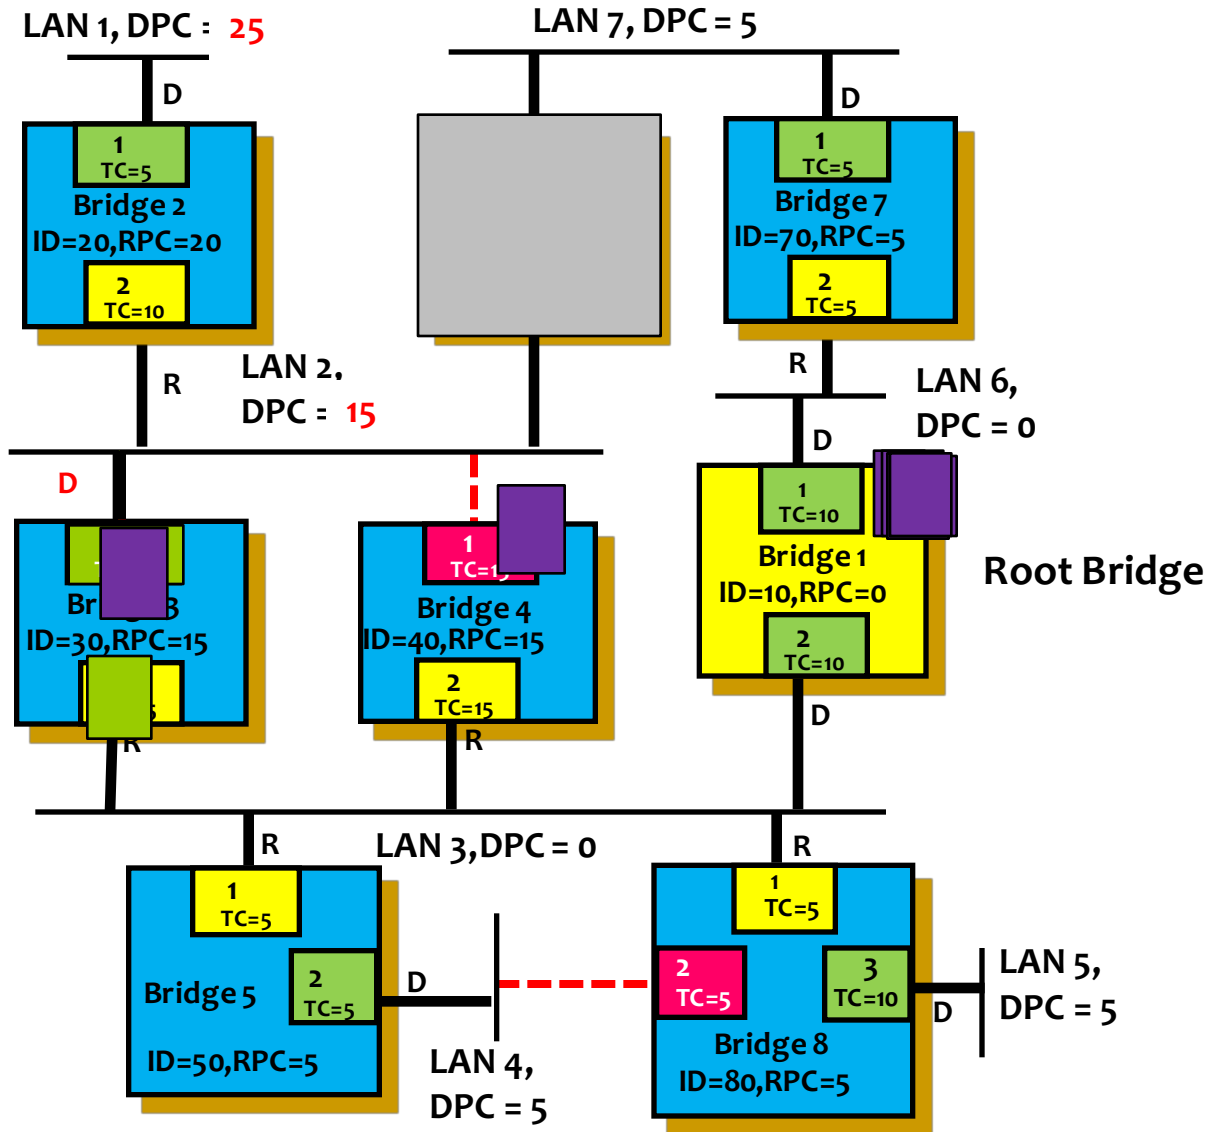 LAN 1, DPC = 25
LAN 7, DPC = 5
D
D
1
TC=5
Bridge 2
ID=20,RPC=20
2
TC=10
1
TC=5
Bridge 7
ID=70,RPC=5
2
TC=5
R
LAN 2,
DPC = 15
R
LAN 6,
DPC = 0
D
D
1
Bridge 4
ID=40,RPC=15
2
TC=15
R
ID=30,RPC=15
R
1
TC=10
Bridge 1
ID=10,RPC=0
2
TC=10
D
Root Bridge
R
LAN 3,DPC = 0
R
1
TC=5
Bridge 5
2
TC=5
D
ID=50,RPC=5
LAN 4,
DPC = 5
1
TC=5
2
TC=5
3
TC=10
Bridge 8
ID=80,RPC=5
D
LAN 5,
DPC = 5